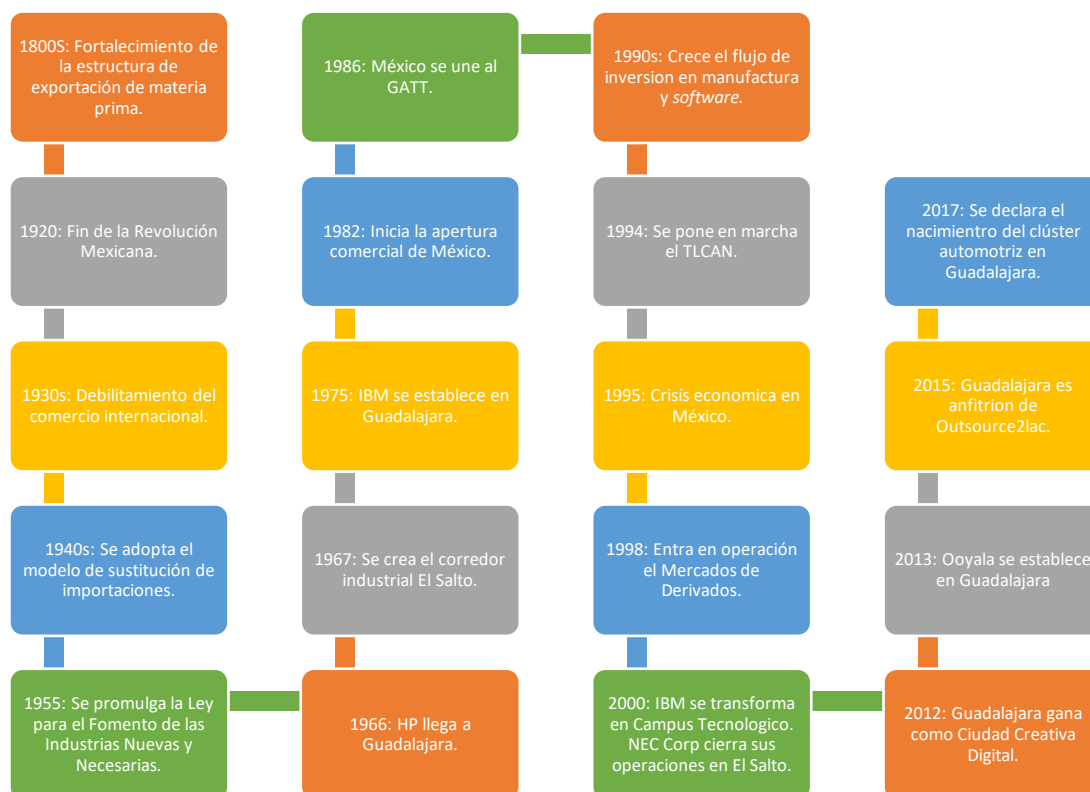 1800S: Fortalecimiento de
la estructura de
exportación de materia
prima.
1920: Fin de la Revolución
Mexicana.
1930s: Debilitamiento del
comercio internacional.
1940s: Se adopta el
modelo de sustitución de
importaciones.
1955: Se promulga la Ley
para el Fomento de las
Industrias Nuevas y
Necesarias.
1966: HP llega a
Guadalajara.
1967: Se crea el corredor
industrial El Salto.
1975: IBM se establece en
Guadalajara.
1982: Inicia la apertura
comercial de México.
1986: México se une al
GATT.
1990s: Crece el flujo de
inversion en manufactura
y software.
1994: Se pone en marcha
el TLCAN.
1995: Crisís economica en
México.
1998: Entra en operación
el Mercados de
Derivados.
2000: IBM se transforma
en Campus Tecnologico.
NEC Corp cierra sus
operaciones en El Salto.
2012: Guadalajara gana
como Ciudad Creativa
Digital.
2013: Ooyala se establece
en Guadalajara
2015: Guadalajara es
anfitrion de
Outsource2lac.
2017: Se declara el
nacimientro del clúster
automotriz en
Guadalajara.